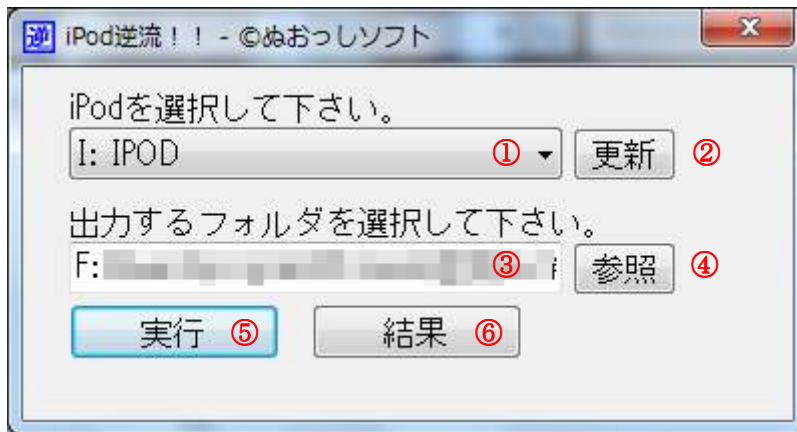 逆 iPod逆流！！ - ©ぬおっしソフト
iPodを選択して下さい。
I: IPOD ① 更新 ②
出力するフォルダを選択して下さい。
F: ③ 参照 ④
実行 ⑤ 結果 ⑥